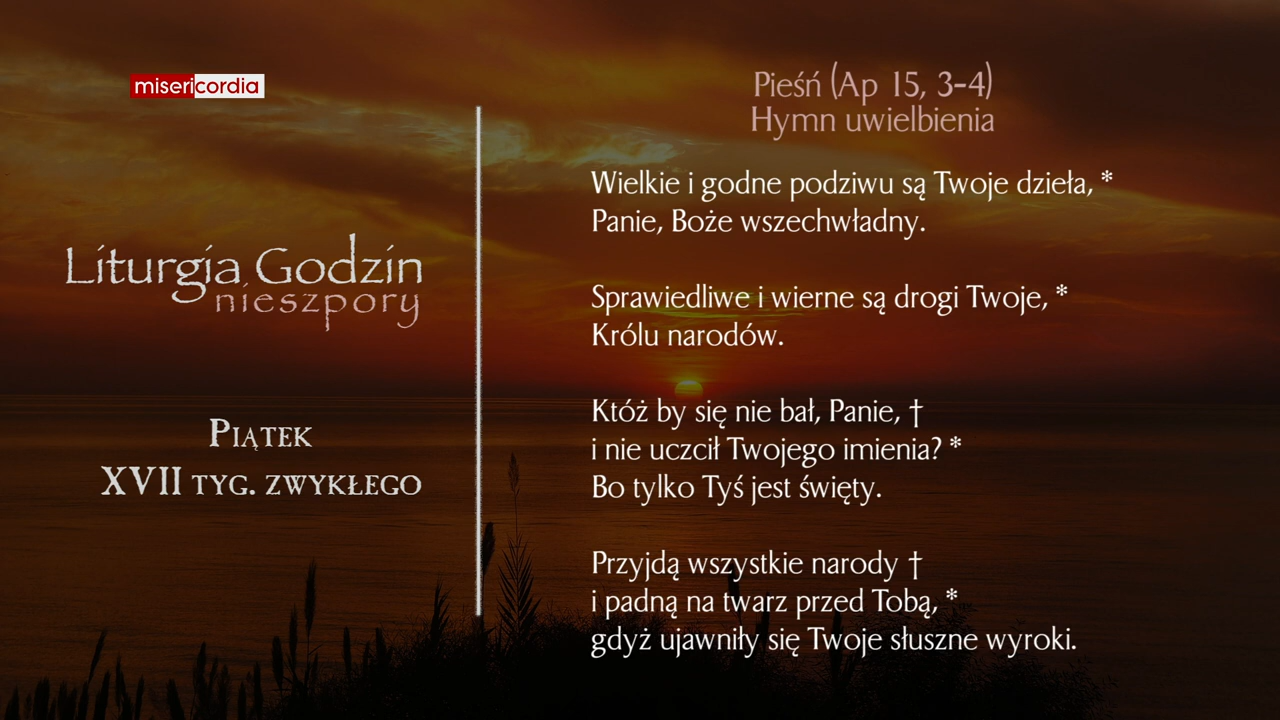 misericordia
Liturgia Godzin
nieszpory
Piątek
XVII tyg. zwykłego
Pieśń (Ap 15, 3-4)
Hymn uwielbienia
Wielkie i godne podziwu są Twoje dzieła, *
Panie, Boże wszechwładny.
Sprawiedliwe i wierne są drogi Twoje, *
Królu narodów.
Któż by się nie bał, Panie, †
i nie uczcił Twojego imienia? *
Bo tylko Tyś jest święty.
Przyjdą wszystkie narody †
i padną na twarz przed Tobą, *
gdyż ujawniły się Twoje słuszne wyroki.